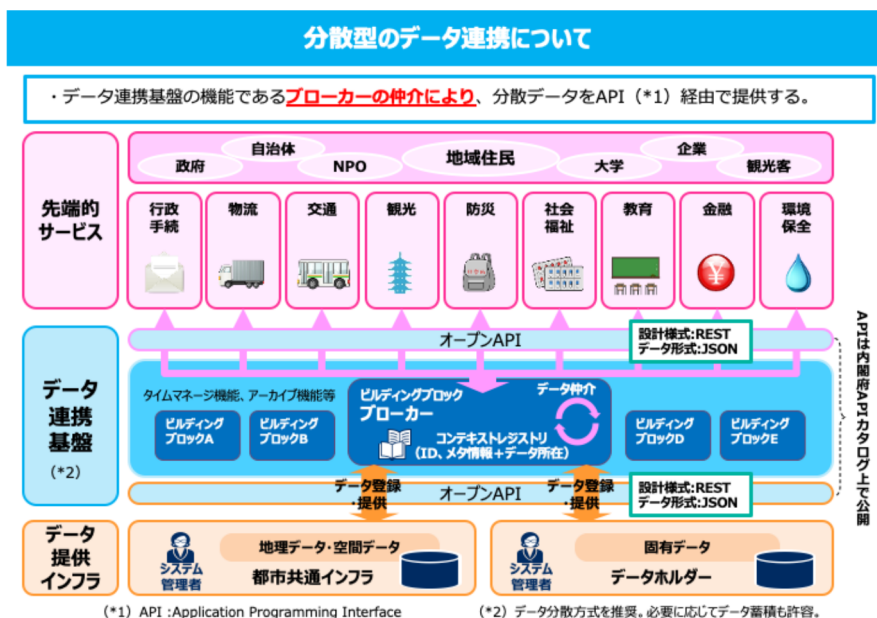 分散型のデータ連携について
・データ連携基盤の機能であるブローカーの仲介により、分散データをAPI（*1）経由で提供する。
先端的
サービス
政府
自治体
NPO
地域住民
大学
企業
観光客
行政
手続
物流
交通
観光
防災
社会
福祉
教育
金融
環境
保全
オープンAPI
設計様式:REST
データ形式:JSON
データ
連携
基盤
(*2)
タイムマネージ機能、アーカイブ機能等
ビルディング
ブロックA
ビルディング
ブロックB
ビルディングブロック
ブローカー
データ仲介
コンテキストレジストリ
（ID、メタ情報＋データ所在）
ビルディング
ブロックD
ビルディング
ブロックE
データ登録
・提供
オープンAPI
データ登録
・提供
設計様式:REST
データ形式:JSON
APIは内閣府APIカタログ上で公開
データ
提供
インフラ
システム
管理者
地理データ・空間データ
都市共通インフラ
システム
管理者
固有データ
データホルダー
（*1）API :Application Programming Interface
（*2）データ分散方式を推奨。必要に応じてデータ蓄積も許容。